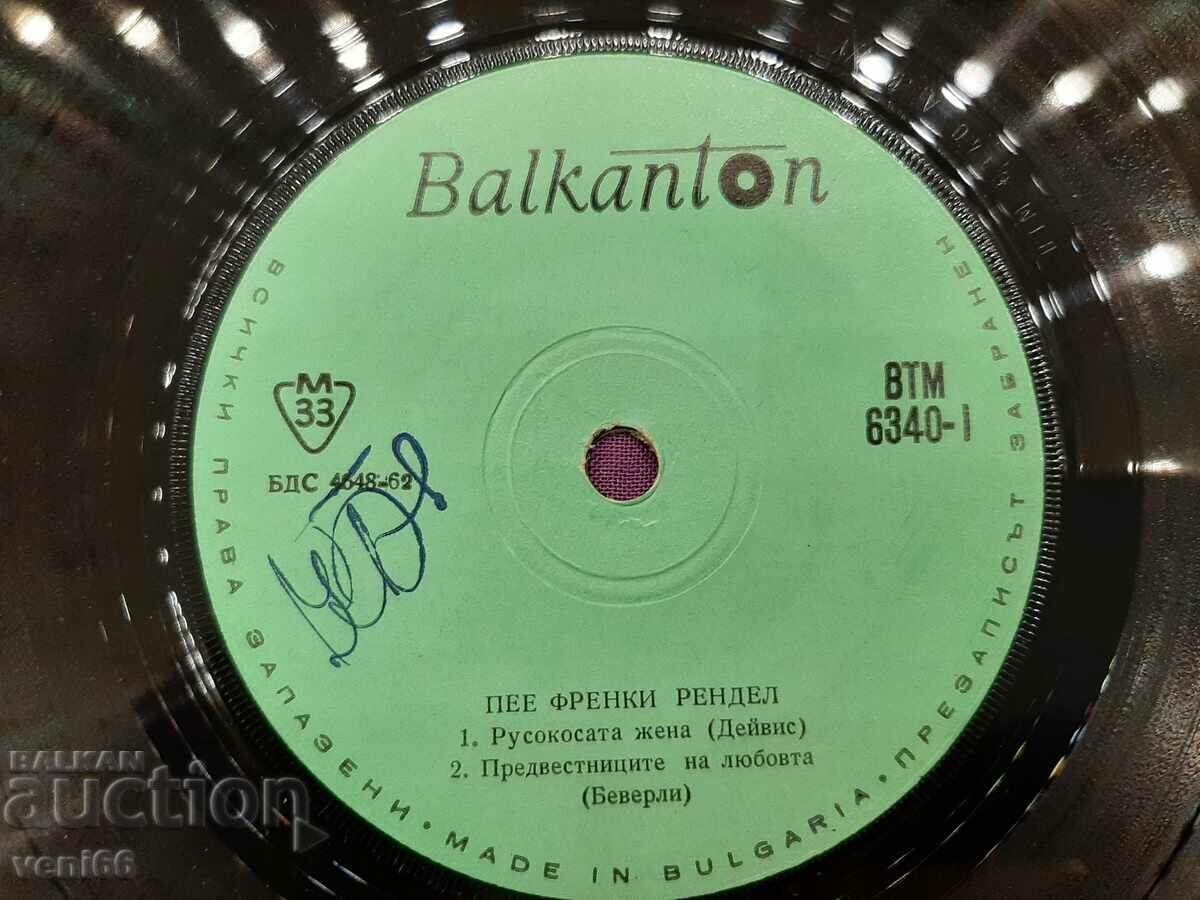 Balkanton
М
33
БДС 4648-62
ВТМ
6340-I
ПЕЕ ФРЕНКИ РЕНДЕЛ
1. Русокосата жена (Дейвис)
2. Предвестниците на любовта
(Беверли)
ВСИЧКИ ПРАВА ЗАПАЗЕНИ • MADE IN BULGARIA • ПРЕЗАПИСЪТ ЗАБРАНЕН
BALKAN
auction
veni66